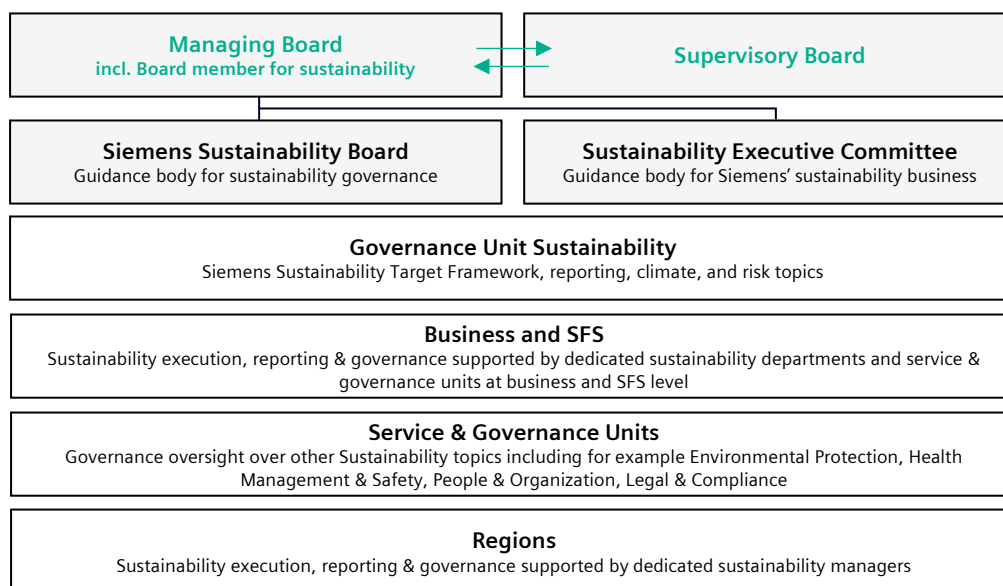 Managing Board
incl. Board member for sustainability
Supervisory Board
Siemens Sustainability Board
Guidance body for sustainability governance
Sustainability Executive Committee
Guidance body for Siemens’ sustainability business
Governance Unit Sustainability
Siemens Sustainability Target Framework, reporting, climate, and risk topics
Business and SFS
Sustainability execution, reporting & governance supported by dedicated sustainability departments and service &
governance units at business and SFS level
Service & Governance Units
Governance oversight over other Sustainability topics including for example Environmental Protection, Health
Management & Safety, People & Organization, Legal & Compliance
Regions
Sustainability execution, reporting & governance supported by dedicated sustainability managers